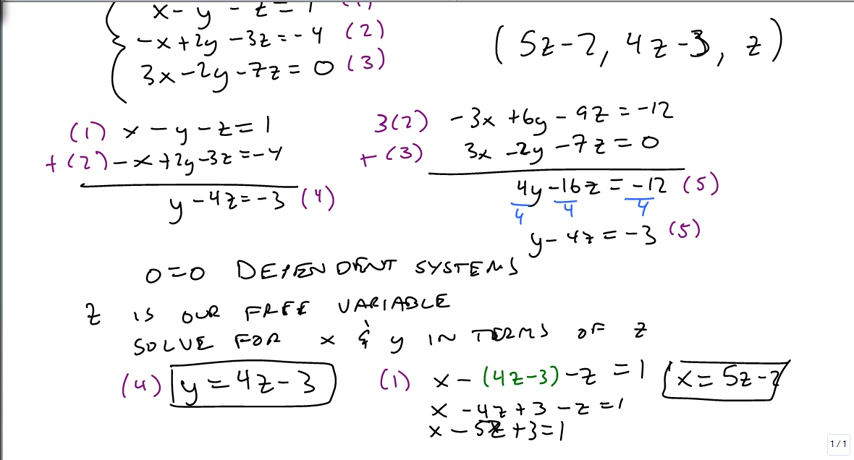 x - y - z = 1 (1)
-x + 2y - 3z = -4 (2)
3x - 2y - 7z = 0 (3)
(5z-2, 4z-3, z)
(1) x - y - z = 1
+(2) -x + 2y - 3z = -4
y - 4z = -3 (4)
3(2) -3x + 6y - 9z = -12
+(3) 3x - 2y - 7z = 0
4y - 16z = -12 (5)
4 4 4
y - 4z = -3 (5)
0=0 DEPENDENT SYSTEMS
Z IS OUR FREE VARIABLE
SOLVE FOR x & y IN TERMS OF Z
(4) y = 4z - 3
(1) x - (4z-3) - z = 1
x - 4z + 3 - z = 1
x - 5z + 3 = 1
x = 5z - 2
1/1